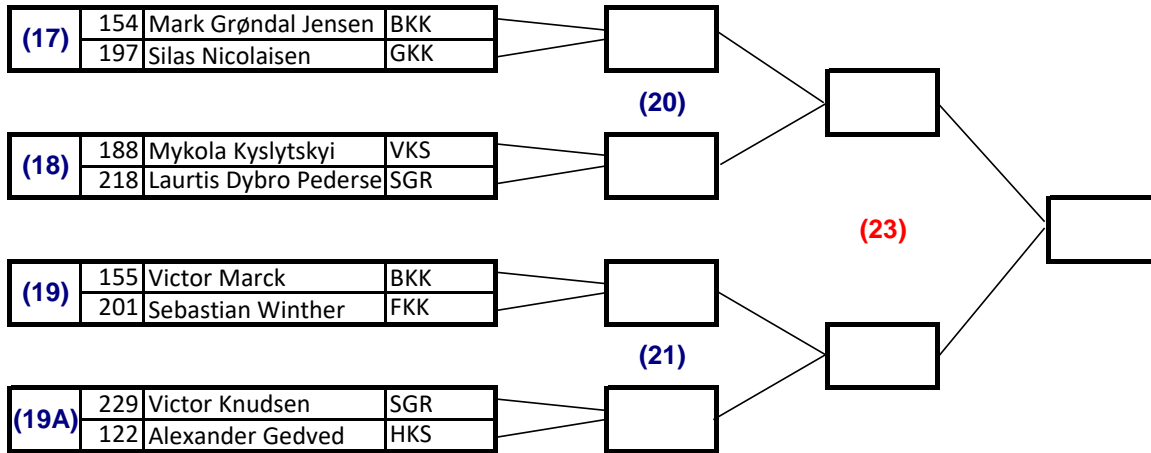 (17) 154 Mark Grøndal Jensen BKK
197 Silas Nicolaisen GKK
(20)
(18) 188 Mykola Kyslytskyi VKS
218 Laurtis Dybro Pederse SGR
(23)
(19) 155 Victor Marck BKK
201 Sebastian Winther FKK
(21)
(19A) 229 Victor Knudsen SGR
122 Alexander Gedved HKS